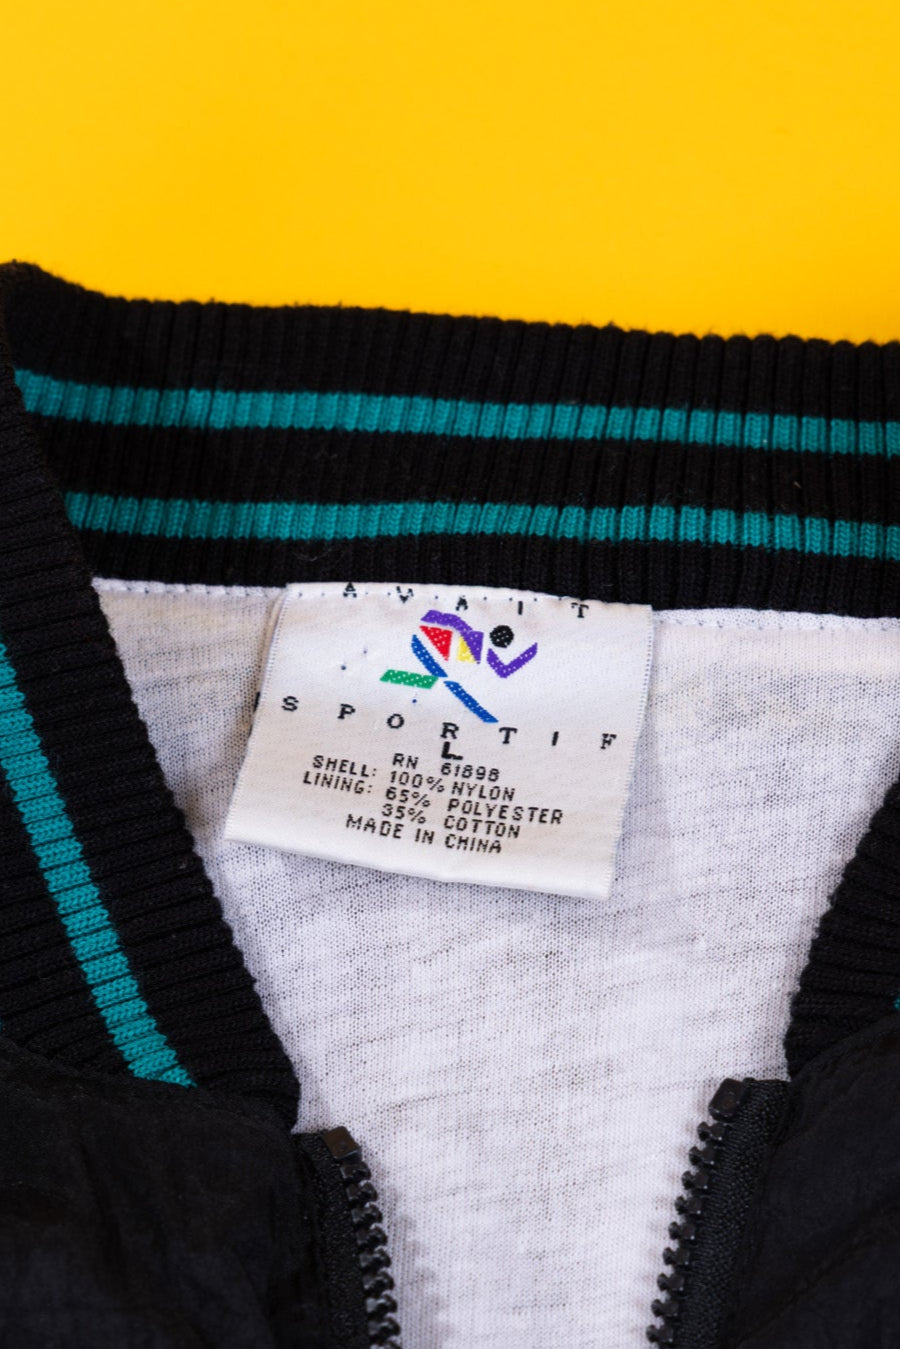 AVAIT
SPORTIF
L
RN 61898
SHELL: 100% NYLON
LINING: 65% POLYESTER
35% COTTON
MADE IN CHINA